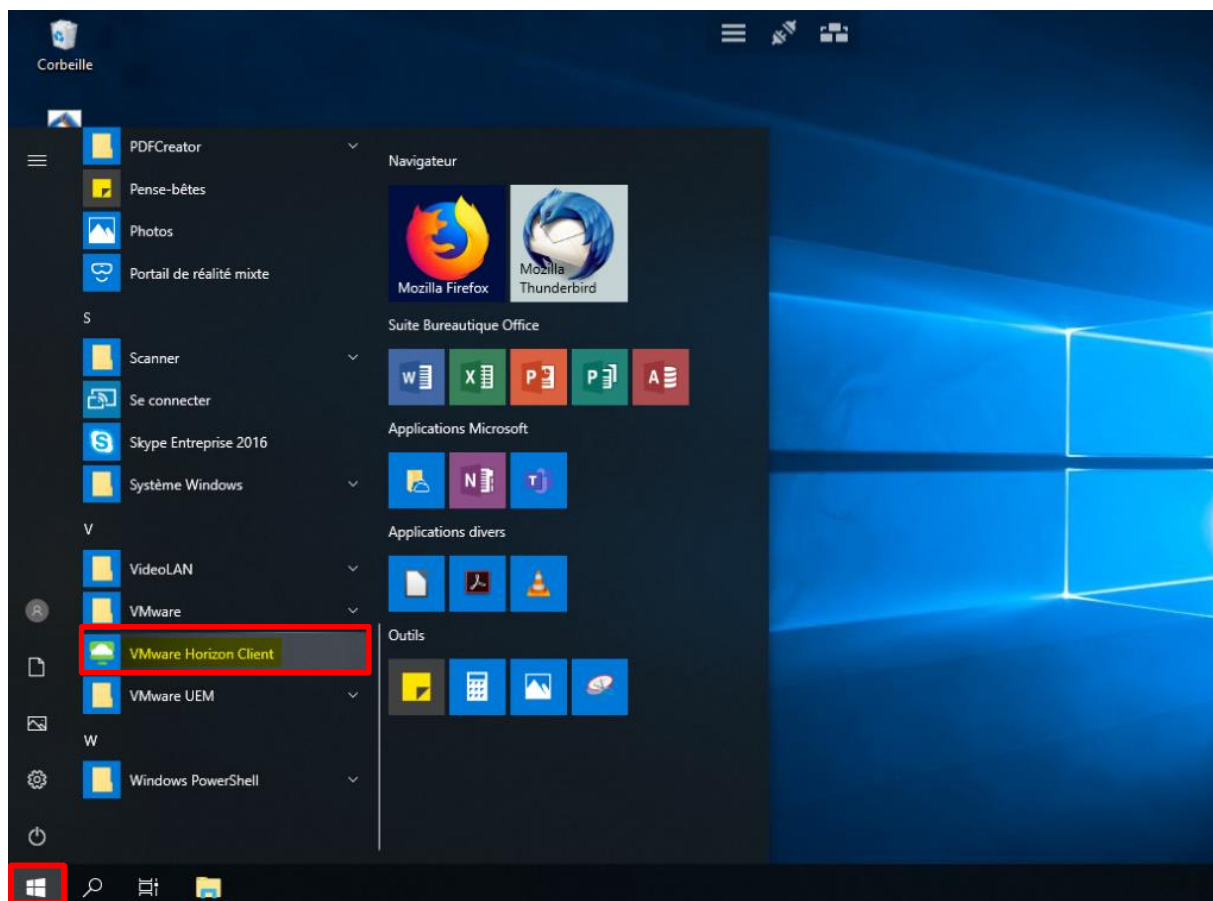 Corbeille
PDFCreator
Pense-bêtes
Photos
Portail de réalité mixte
S
Scanner
Se connecter
Skype Entreprise 2016
Système Windows
V
VideoLAN
VMware
VMware Horizon Client
VMware UEM
W
Windows PowerShell
Navigateur
Mozilla Firefox
Mozilla
Thunderbird
Suite Bureautique Office
Applications Microsoft
Applications divers
Outils